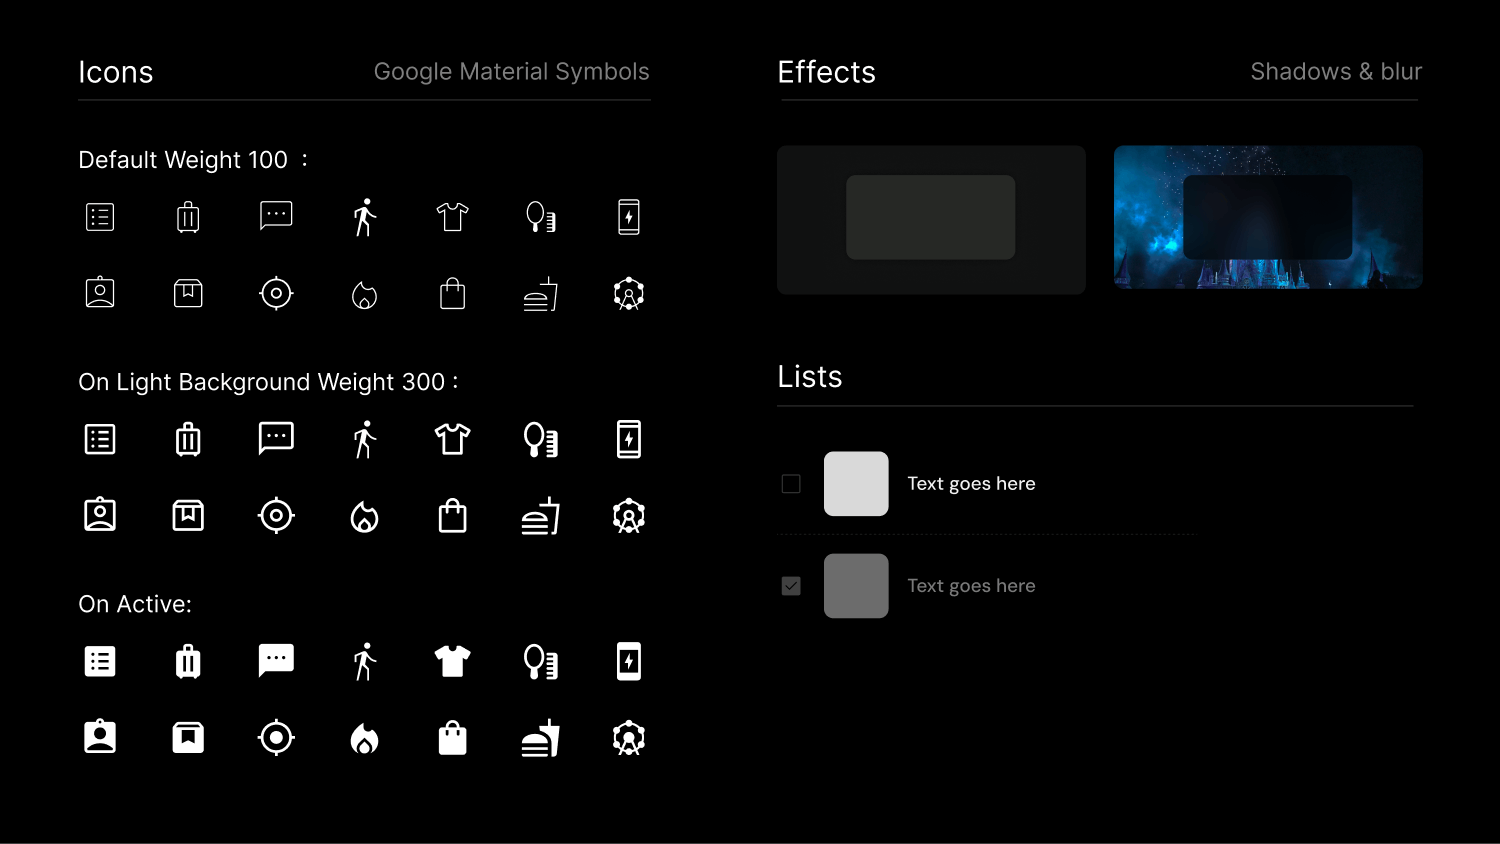 Icons
Google Material Symbols
Default Weight 100 :
On Light Background Weight 300 :
On Active:
Effects
Shadows & blur
Lists
Text goes here
Text goes here